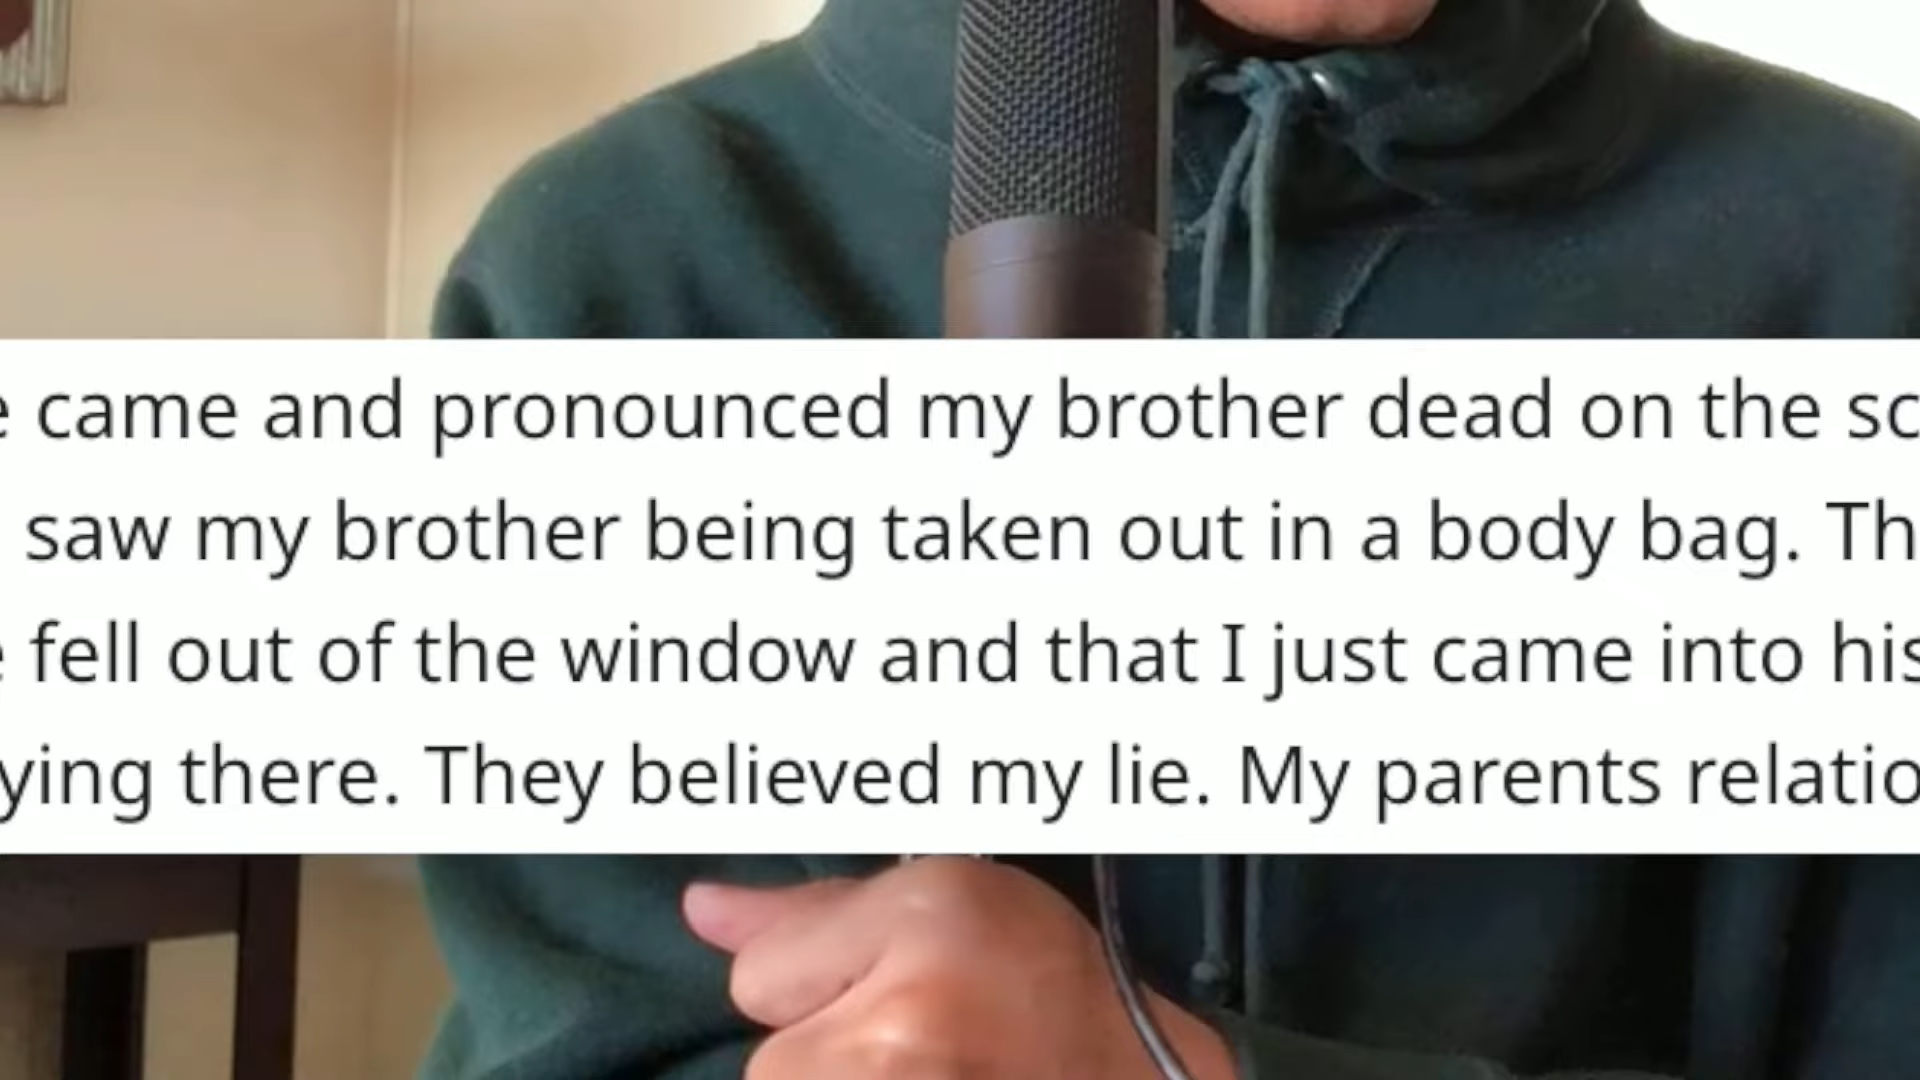 came and pronounced my brother dead on the
saw my brother being taken out in a body bag.
fell out of the window and that I just came into
there. They believed my lie. My parents